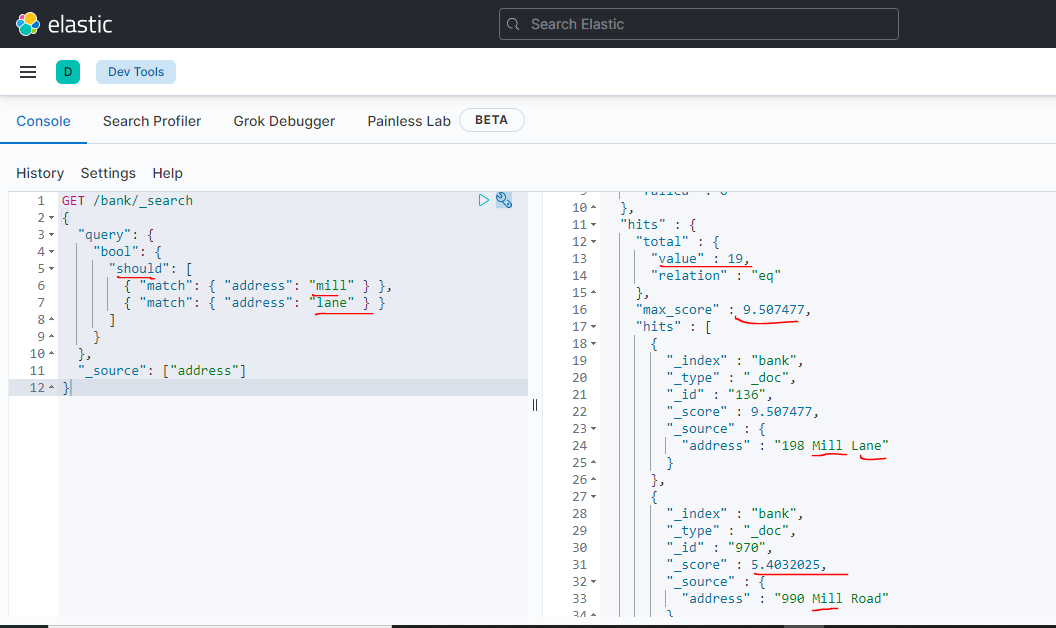 elastic
Search Elastic
D
Dev Tools
Console
Search Profiler
Grok Debugger
Painless Lab
BETA
History
Settings
Help
1 GET /bank/_search
2 {
3 "query": {
4 "bool": {
5 "should": [
6 { "match": { "address": "mill" } },
7 { "match": { "address": "lane" } }
8 ]
9 }
10 },
11 "_source": ["address"]
12 }
9 "failed" : 0
10 },
11 "hits" : {
12 "total" : {
13 "value" : 19,
14 "relation" : "eq"
15 },
16 "max_score" : 9.507477,
17 "hits" : [
18 {
19 "_index" : "bank",
20 "_type" : "_doc",
21 "_id" : "136",
22 "_score" : 9.507477,
23 "_source" : {
24 "address" : "198 Mill Lane"
25 }
26 },
27 {
28 "_index" : "bank",
29 "_type" : "_doc",
30 "_id" : "970",
31 "_score" : 5.4032025,
32 "_source" : {
33 "address" : "990 Mill Road"
34 }